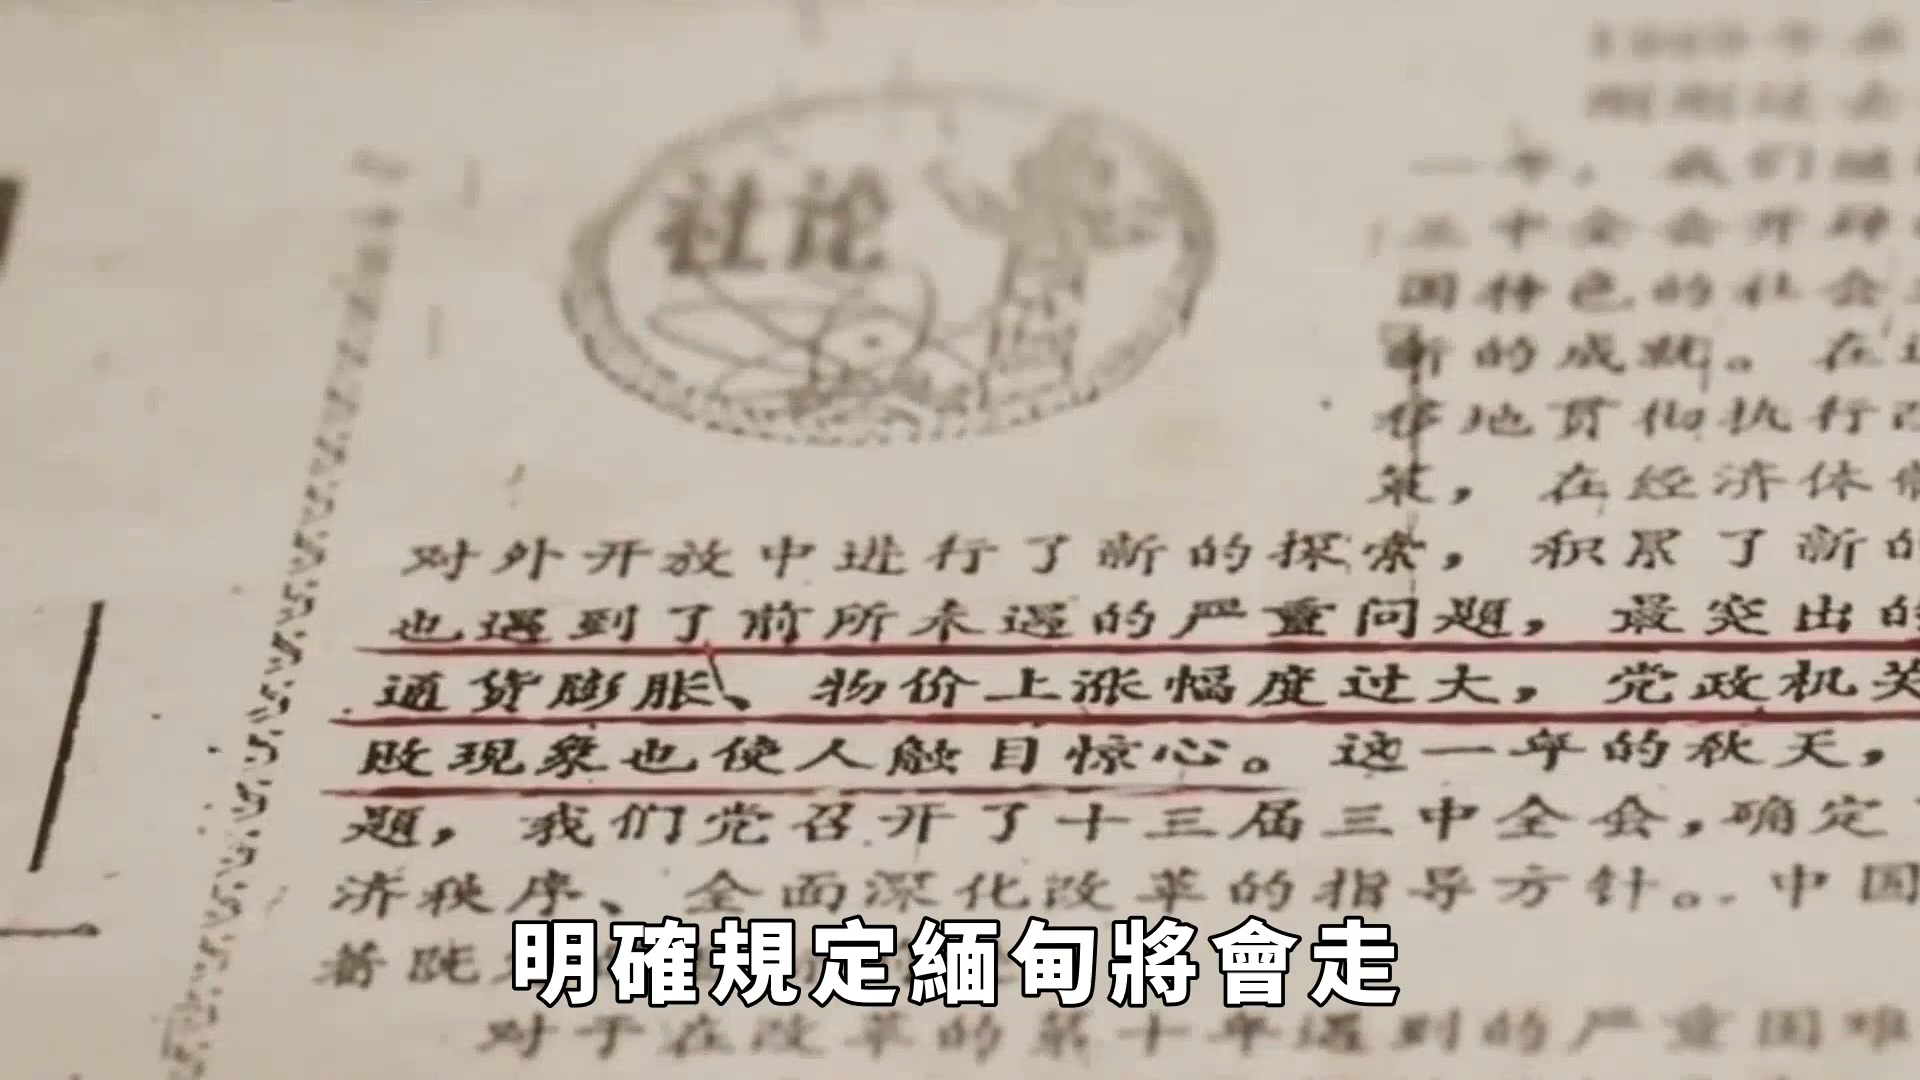 社论
一年，我们继
三中全会开辟
国特色的社会
新的成就。在
移地贯彻执行改
策，在经济体制
对外开放中进行了新的探索，积累了新的
也遇到了前所未遇的严重问题，最突出的
通货膨胀、物价上涨幅度过大，党政机关
败现象也使人触目惊心。这一年的秋天，
题，我们党召开了十三届三中全会，确定
济秩序、全面深化改革的指导方针。中国
着
对于在改革的第十年遇到的严重困难
明確規定緬甸將會走